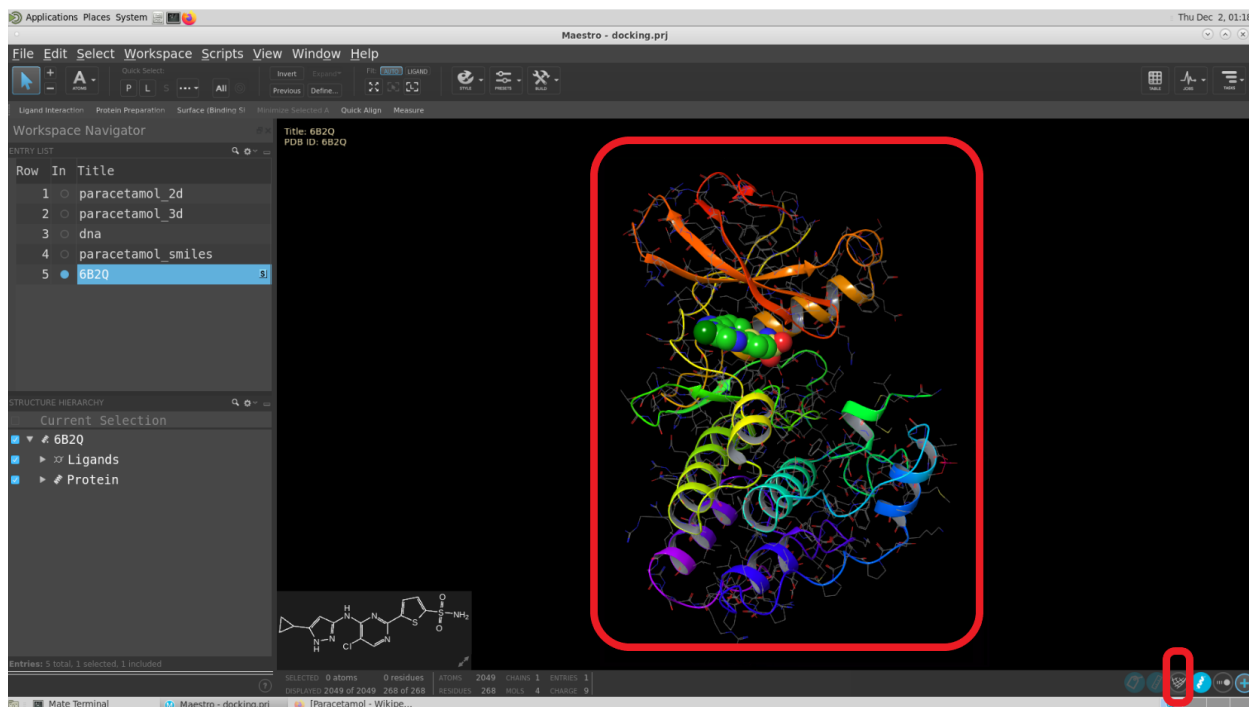 Applications Places System
Thu Dec 2, 01:18
Maestro - docking.prj
File Edit Select Workspace Scripts View Window Help
Quick Select:
Invert Expand
Fit: AUTO LIGAND
+
-
A
ATOMS
P L S All
Previous Define...
STYLE
PRESETS
BUILD
TABLE
JOBS
TASKS
Ligand Interaction Protein Preparation Surface (Binding Si Minimize Selected A Quick Align Measure
Workspace Navigator
ENTRY LIST
Row In Title
1 paracetamol_2d
2 paracetamol_3d
3 dna
4 paracetamol_smiles
5 6B2Q S
Title: 6B2Q
PDB ID: 6B2Q
STRUCTURE HIERARCHY
Current Selection
6B2Q
Ligands
Protein
H
N
N
N
H
Cl
N
S
O
S
O
NH2
Entries: 5 total, 1 selected, 1 included
?
SELECTED 0 atoms 0 residues ATOMS 2049 CHAINS 1 ENTRIES 1
DISPLAYED 2049 of 2049 268 of 268 RESIDUES 268 MOLS 4 CHARGE 9
Mate Terminal
Maestro - docking.prj
[Paracetamol - Wikipe...